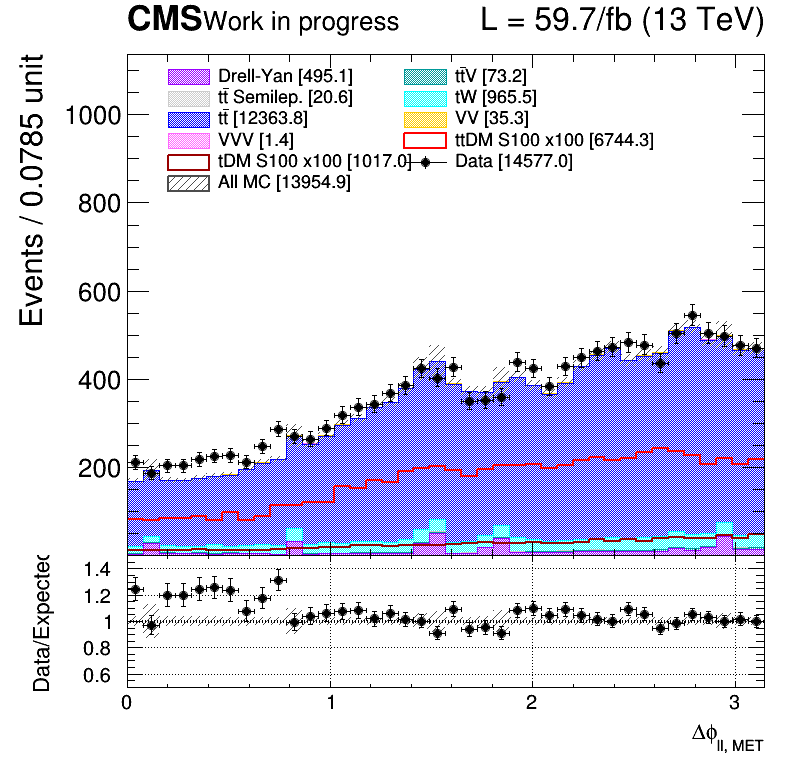 CMS Work in progress L = 59.7/fb (13 TeV)
Events / 0.0785 unit
1000
800
600
400
200
Drell-Yan [495.1]
tt̄V [73.2]
tt̄ Semilep. [20.6]
tW [965.5]
tt̄ [12363.8]
VV [35.3]
VVV [1.4]
ttDM S100 x100 [6744.3]
tDM S100 x100 [1017.0]
Data [14577.0]
All MC [13954.9]
Data/Expected
1.4
1.2
1
0.8
0.6
0 1 2 3
Δϕll, MET